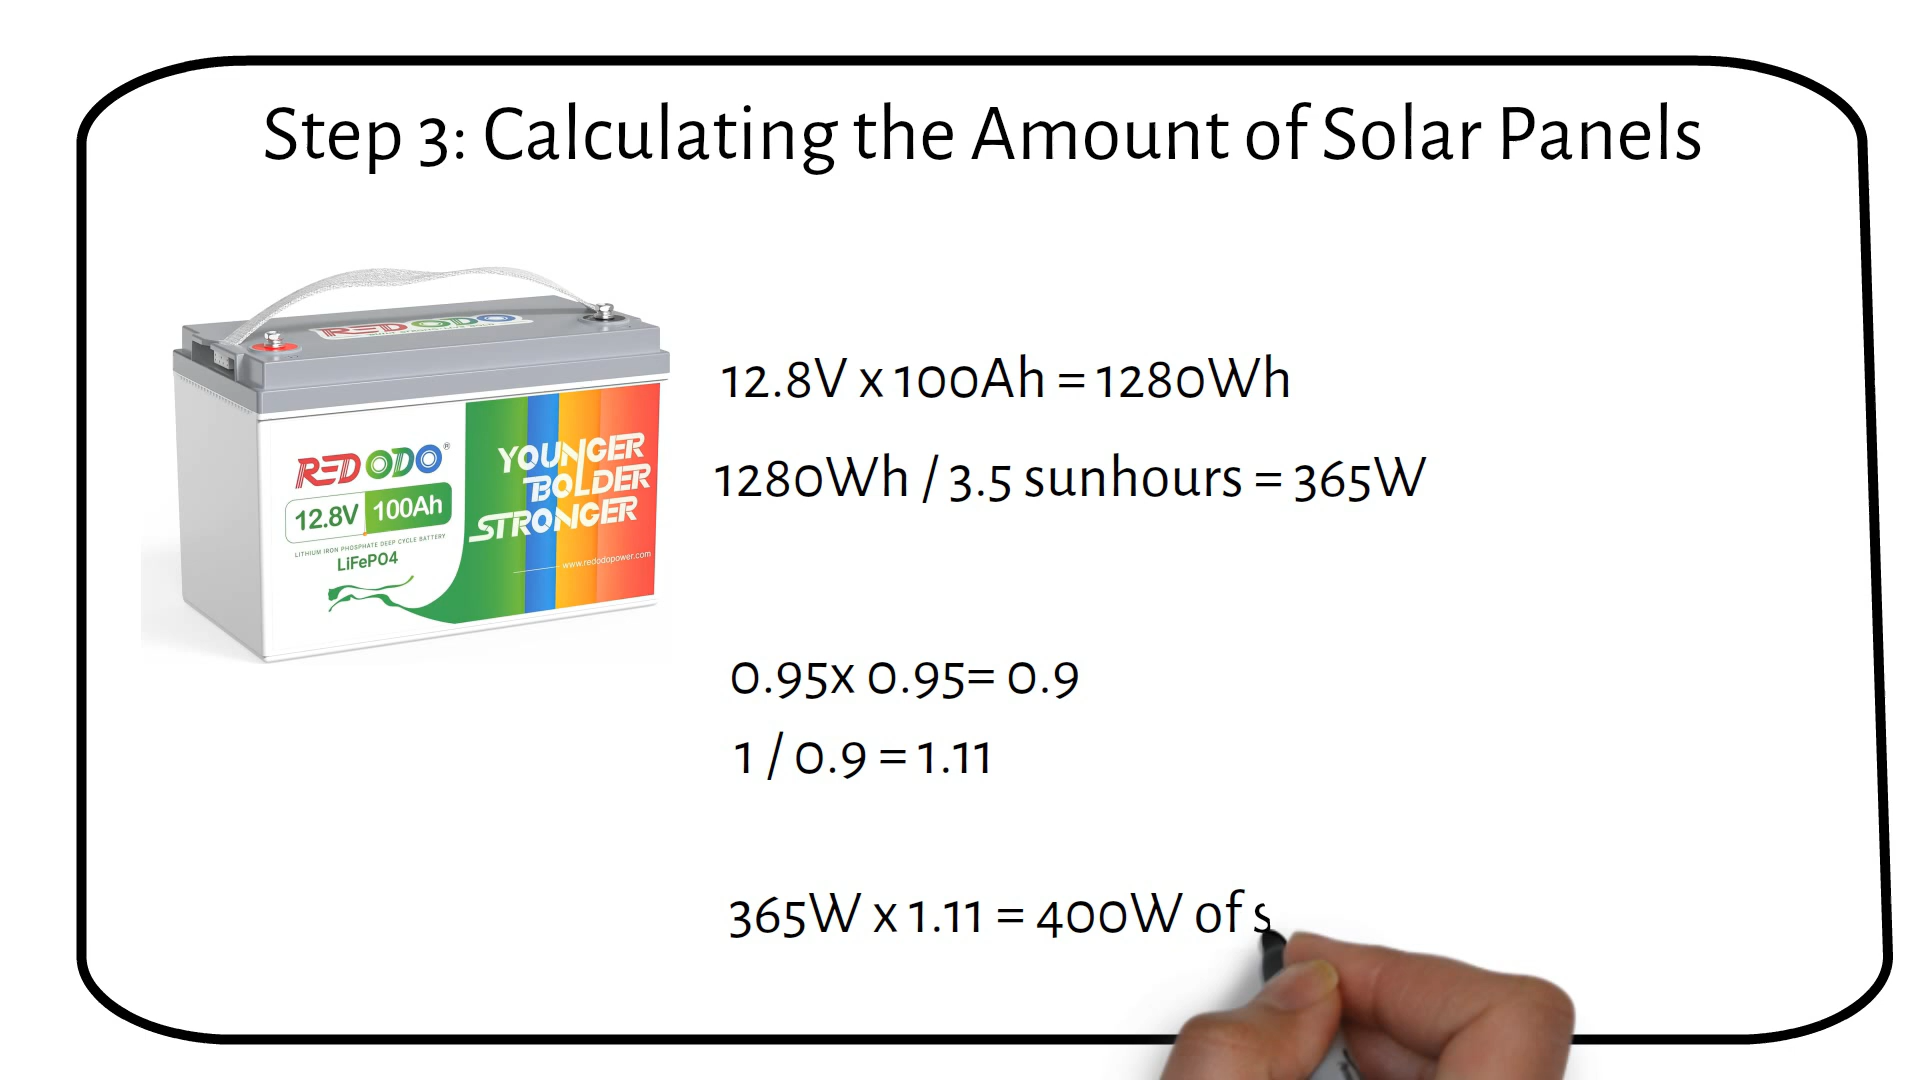 Step 3: Calculating the Amount of Solar Panels
REDODO
REDODO®
12.8V 100Ah
LITHIUM IRON PHOSPHATE DEEP CYCLE BATTERY
LiFePO4
YOUNGER
BOLDER
STRONGER
www.redodopower.com
12.8V x 100Ah = 1280Wh
1280Wh / 3.5 sunhours = 365W
0.95x 0.95= 0.9
1 / 0.9 = 1.11
365W x 1.11 = 400W of s